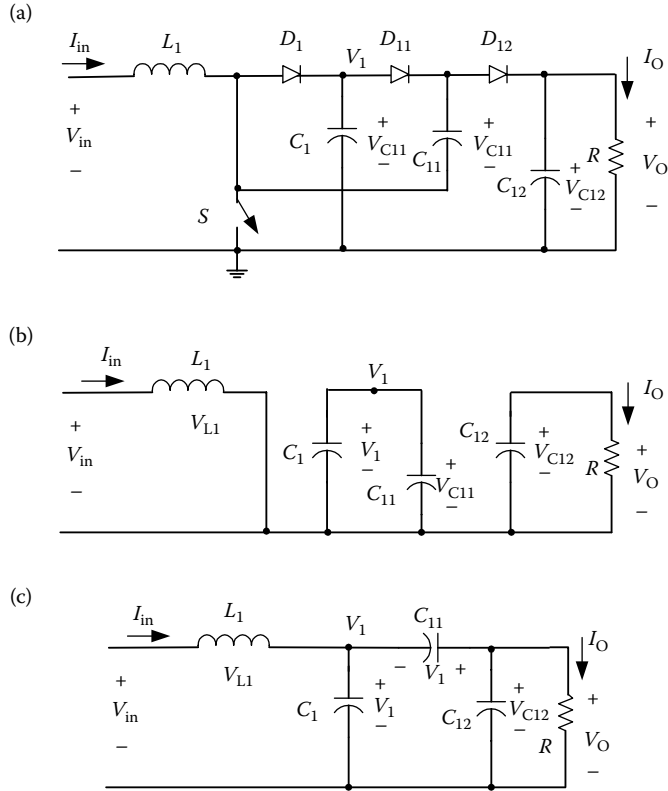 (a)
I_in L_1 D_1 V_1 D_11 D_12 I_O
+ V_in −
C_1 + V_C11 −
C_11 + V_C11 −
C_12 + V_C12 −
R + V_O −
S
(b)
I_in L_1 V_1 I_O
V_L1
+ V_in −
C_1 + V_1 −
C_11 + V_C11 −
C_12 + V_C12 −
R + V_O −
(c)
I_in L_1 V_1 C_11 I_O
V_L1 − V_1 +
+ V_in −
C_1 + V_1 −
C_12 + V_C12 −
R + V_O −